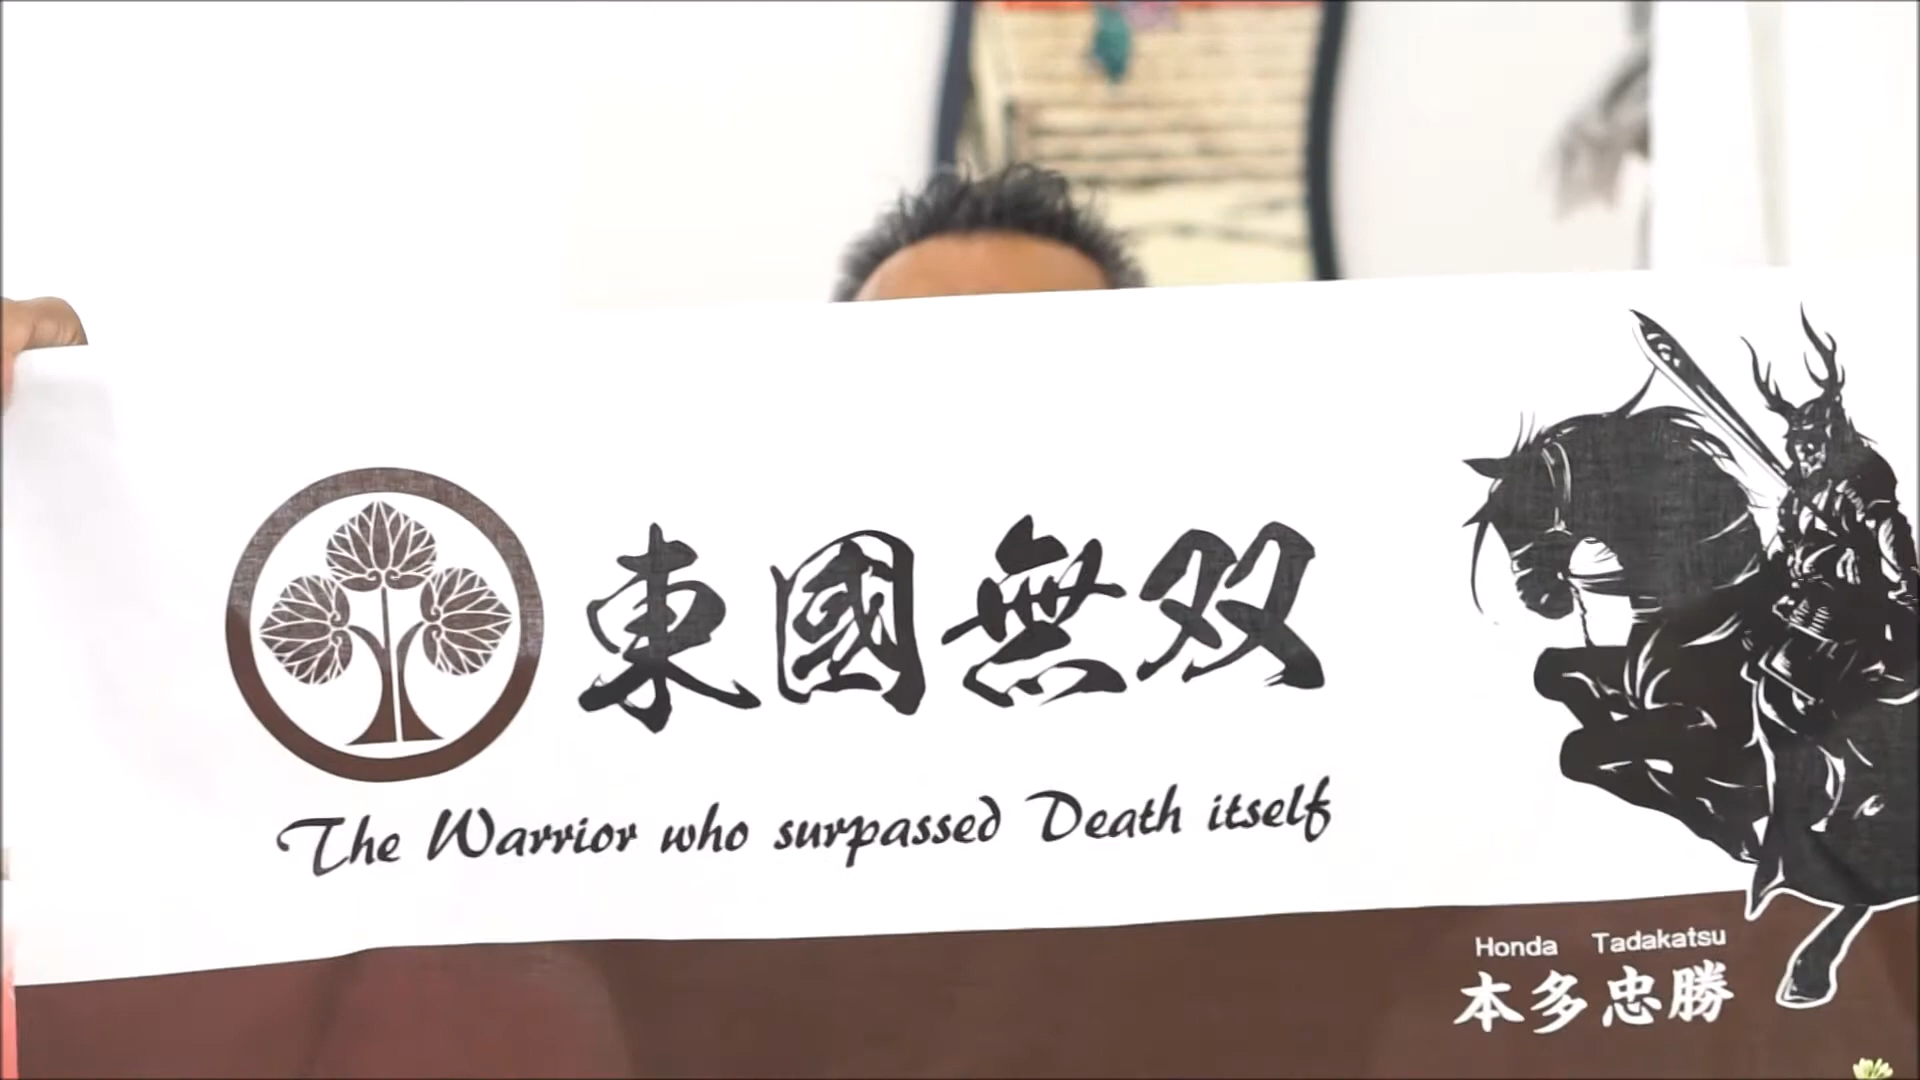 東國無双
The Warrior who surpassed Death itself
Honda Tadakatsu
本多忠勝